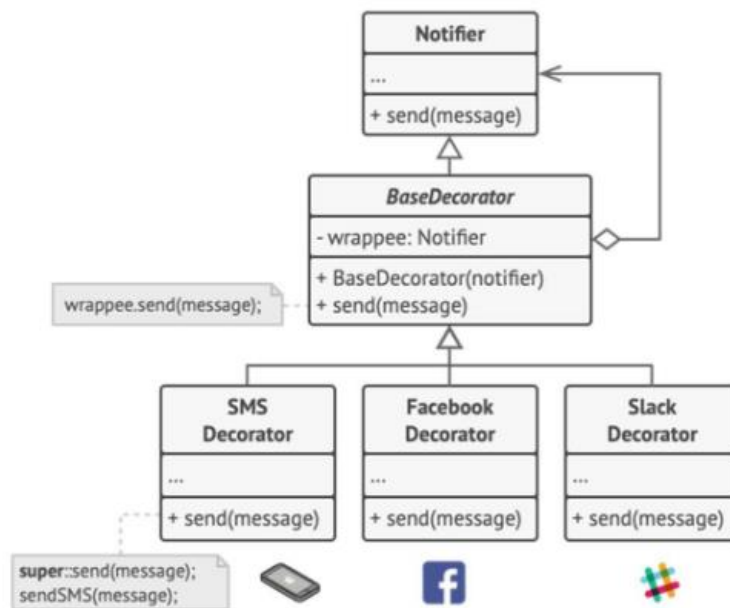 Notifier
...
+ send(message)
BaseDecorator
- wrappee: Notifier
+ BaseDecorator(notifier)
+ send(message)
wrappee.send(message);
SMS
Decorator
...
+ send(message)
Facebook
Decorator
...
+ send(message)
Slack
Decorator
...
+ send(message)
super::send(message);
sendSMS(message);